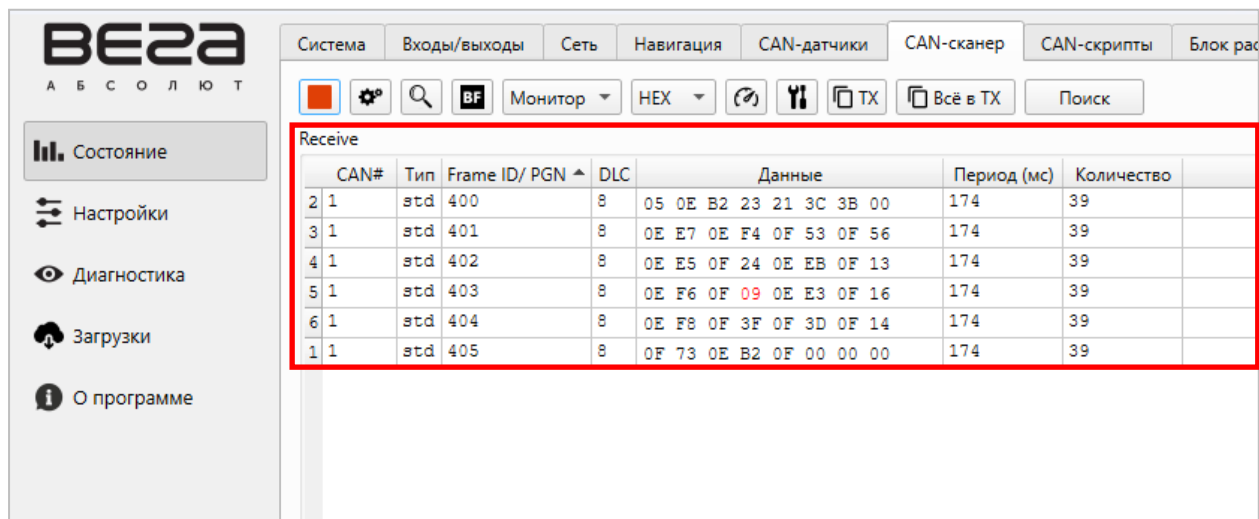 ВЕГА
АБСОЛЮТ
Состояние
Настройки
Диагностика
Загрузки
О программе
Система Входы/выходы Сеть Навигация CAN-датчики CAN-сканер CAN-скрипты Блок рас
BF Монитор HEX TX Всё в TX Поиск
Receive
CAN# Тип Frame ID/ PGN DLC Данные Период (мс) Количество
2 1 std 400 8 05 0E B2 23 21 3C 3B 00 174 39
3 1 std 401 8 0E E7 0E F4 0F 53 0F 56 174 39
4 1 std 402 8 0E E5 0F 24 0E EB 0F 13 174 39
5 1 std 403 8 0E F6 0F 09 0E E3 0F 16 174 39
6 1 std 404 8 0E F8 0F 3F 0F 3D 0F 14 174 39
1 1 std 405 8 0F 73 0E B2 0F 00 00 00 174 39